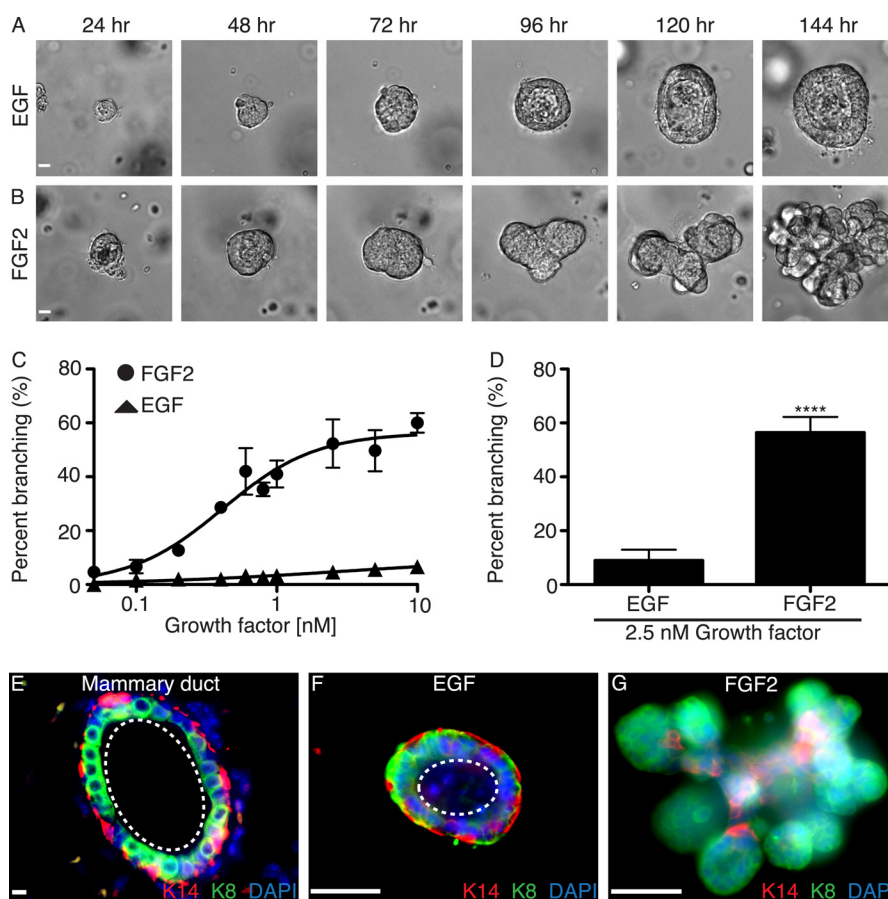 A 24 hr 48 hr 72 hr 96 hr 120 hr 144 hr
EGF
B
FGF2
C
80
60
40
20
0
Percent branching (%)
FGF2
EGF
0.1 1 10
Growth factor [nM]
D
80
60
40
20
0
Percent branching (%)
****
EGF FGF2
2.5 nM Growth factor
E Mammary duct
K14 K8 DAPI
F EGF
K14 K8 DAPI
G FGF2
K14 K8 DAPI